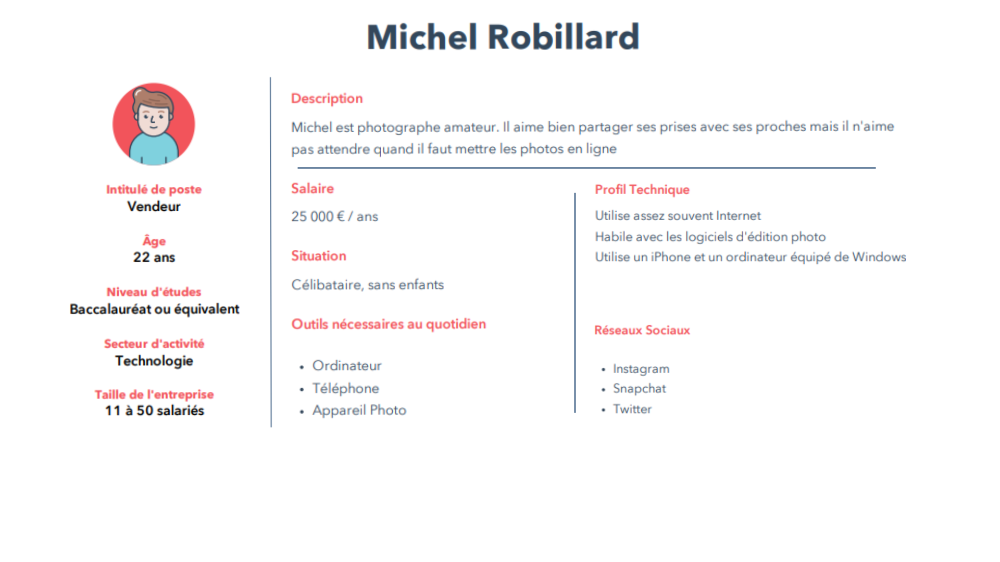 Michel Robillard
Intitulé de poste
Vendeur
Âge
22 ans
Niveau d'études
Baccalauréat ou équivalent
Secteur d'activité
Technologie
Taille de l'entreprise
11 à 50 salariés
Description
Michel est photographe amateur. Il aime bien partager ses prises avec ses proches mais il n'aime
pas attendre quand il faut mettre les photos en ligne
Salaire
25 000 € / ans
Situation
Célibataire, sans enfants
Outils nécessaires au quotidien
• Ordinateur
• Téléphone
• Appareil Photo
Profil Technique
Utilise assez souvent Internet
Habile avec les logiciels d'édition photo
Utilise un iPhone et un ordinateur équipé de Windows
Réseaux Sociaux
• Instagram
• Snapchat
• Twitter